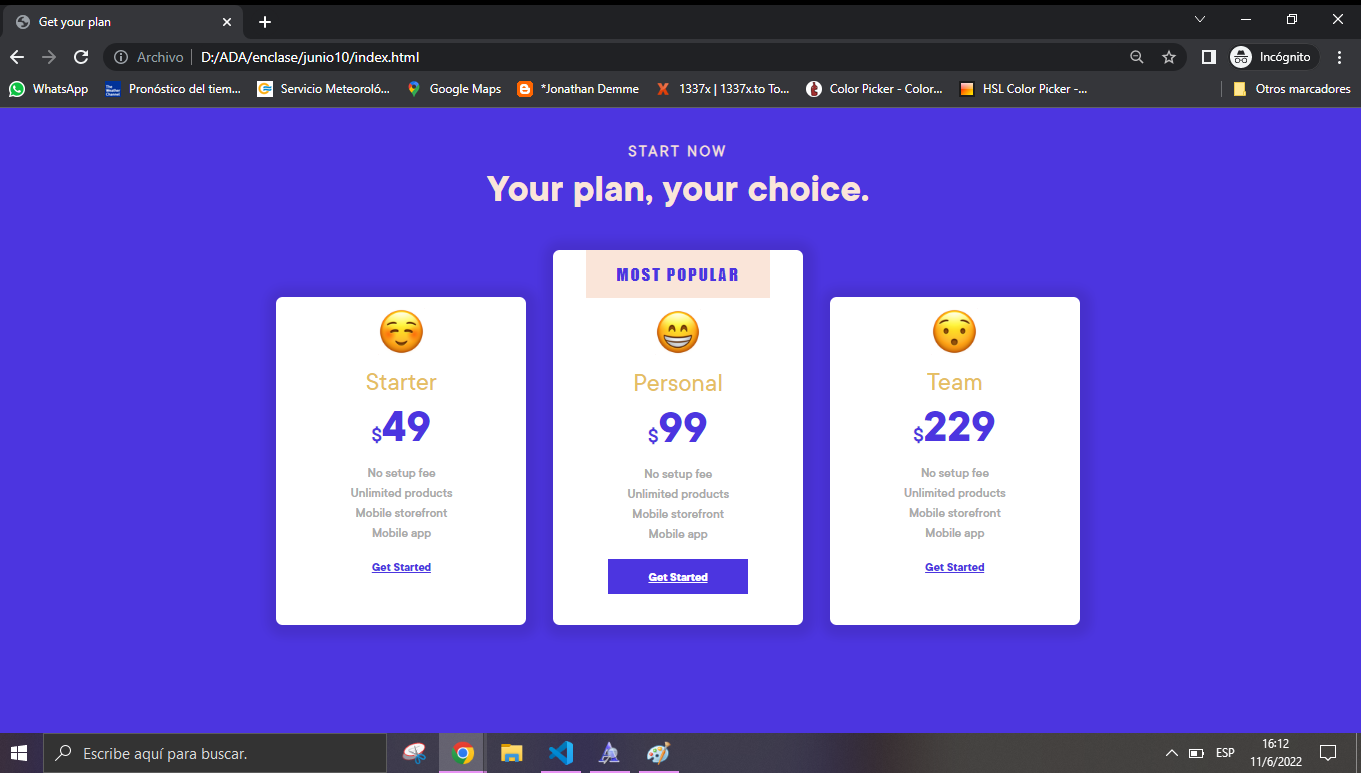 Get your plan
Archivo D:/ADA/enclase/junio10/index.html Incógnito
WhatsApp Pronóstico del tiem... Servicio Meteoroló... Google Maps *Jonathan Demme 1337x | 1337x.to To... Color Picker - Color... HSL Color Picker -... Otros marcadores
START NOW
Your plan, your choice.
MOST POPULAR
Starter
$49
No setup fee
Unlimited products
Mobile storefront
Mobile app
Get Started
Personal
$99
No setup fee
Unlimited products
Mobile storefront
Mobile app
Get Started
Team
$229
No setup fee
Unlimited products
Mobile storefront
Mobile app
Get Started
Escribe aquí para buscar.
ESP
16:12
11/6/2022